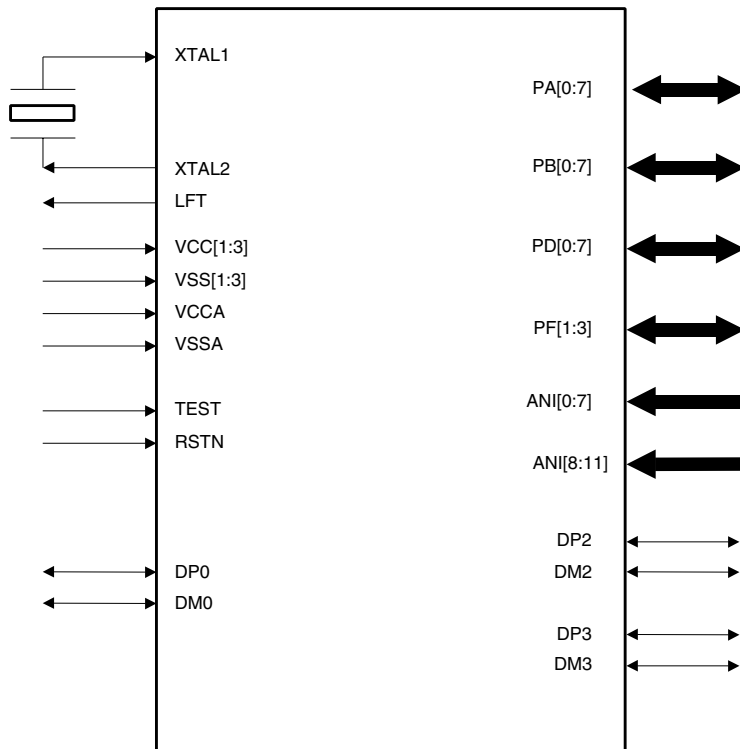 XTAL1
XTAL2
LFT
VCC[1:3]
VSS[1:3]
VCCA
VSSA
TEST
RSTN
DP0
DM0
PA[0:7]
PB[0:7]
PD[0:7]
PF[1:3]
ANI[0:7]
ANI[8:11]
DP2
DM2
DP3
DM3